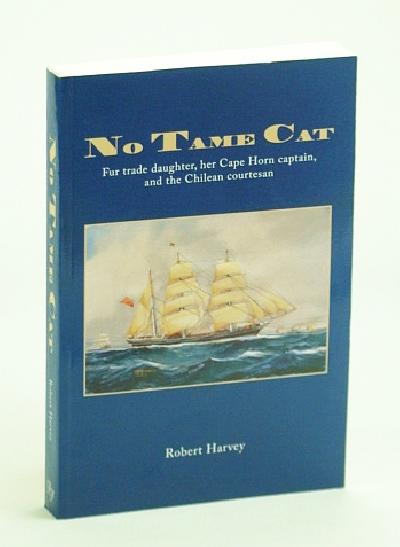 NO TAME CAT
Fur trade daughter, her Cape Horn captain,
and the Chilean courtesan
Robert Harvey
NO TAME CAT
Robert Harvey